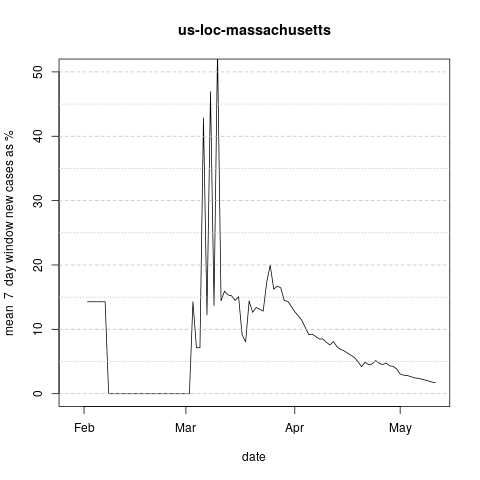 us-loc-massachusetts
mean  7  day window new cases as %
50
40
30
20
10
0
Feb
Mar
Apr
May
date